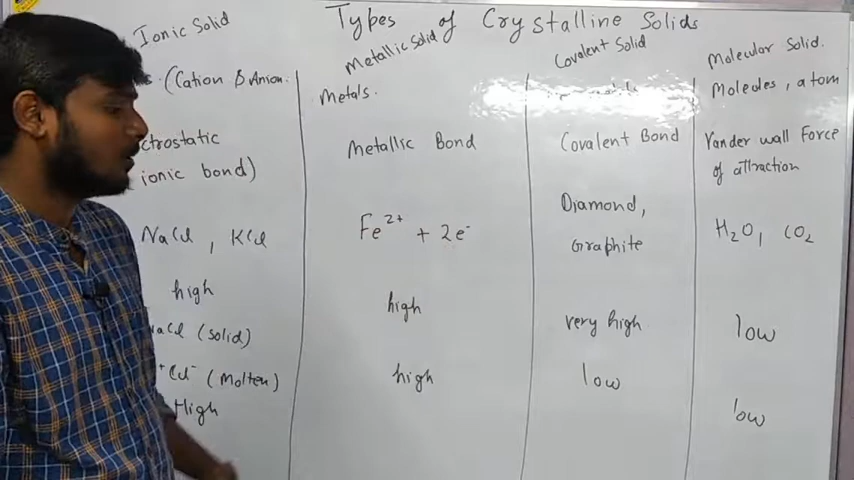 Types of Crystalline Solids
Ionic Solid
(Cation & Anion.
ctrostatic
ionic bond)
NaCl, KCl
high
NaCl (solid)
+ Cl- (Molten)
High
Metallic Solid
Metals.
Metallic Bond
Fe2+ + 2e-
high
high
Covalent Solid
Covalent Bond
Diamond,
Graphite
very high
low
Molecular Solid.
Molecules, atom
Vander wall Force
of attraction
H2O, CO2
low
low